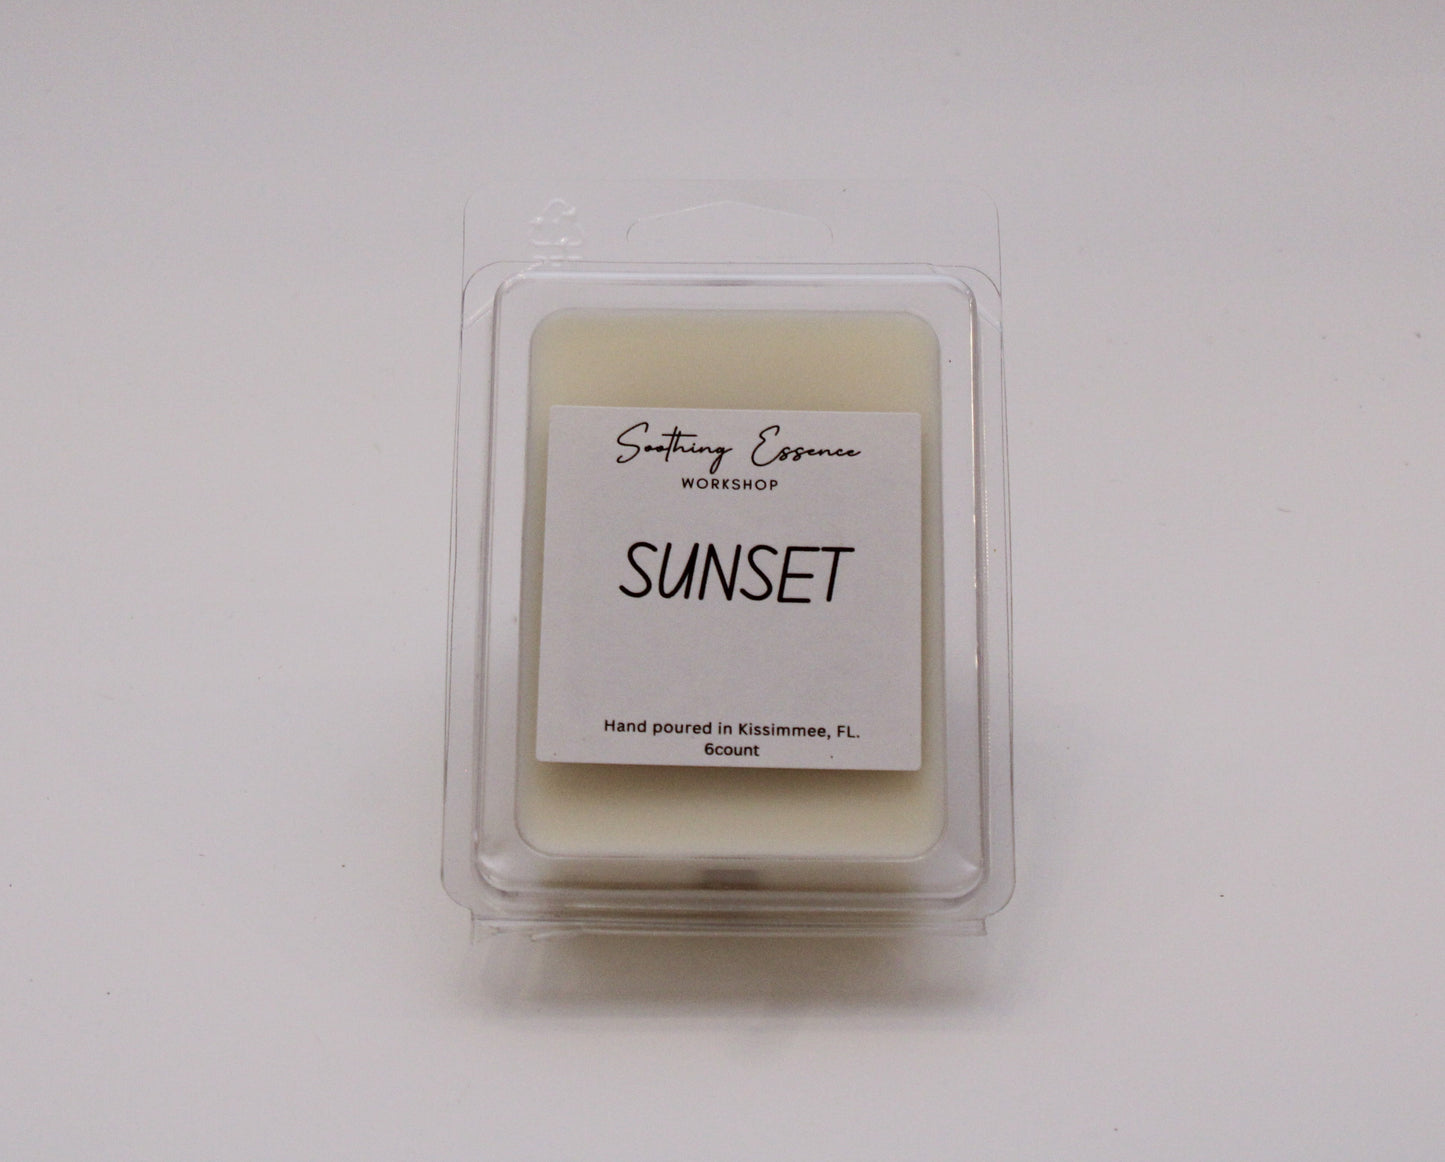 Soothing Essence
WORKSHOP
SUNSET
Hand poured in Kissimmee, FL.
6count